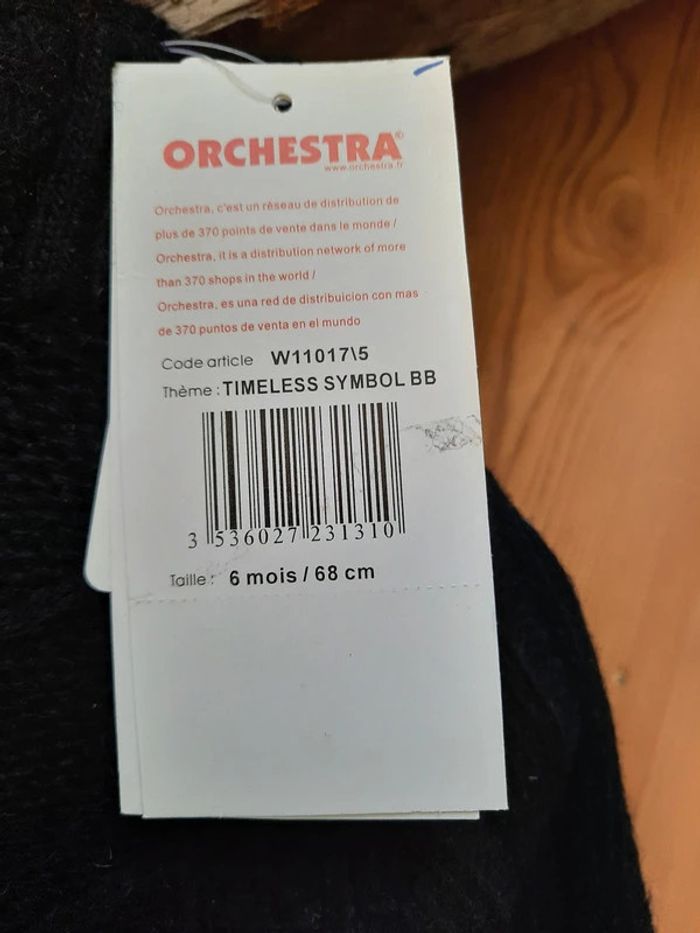 ORCHESTRA©
www.orchestra.fr
Orchestra, c'est un réseau de distribution de
plus de 370 points de vente dans le monde /
Orchestra, it is a distribution network of more
than 370 shops in the world /
Orchestra, es una red de distribuicion con mas
de 370 puntos de venta en el mundo
Code article W11017\5
Thème : TIMELESS SYMBOL BB
3 536027 231310
Taille : 6 mois / 68 cm